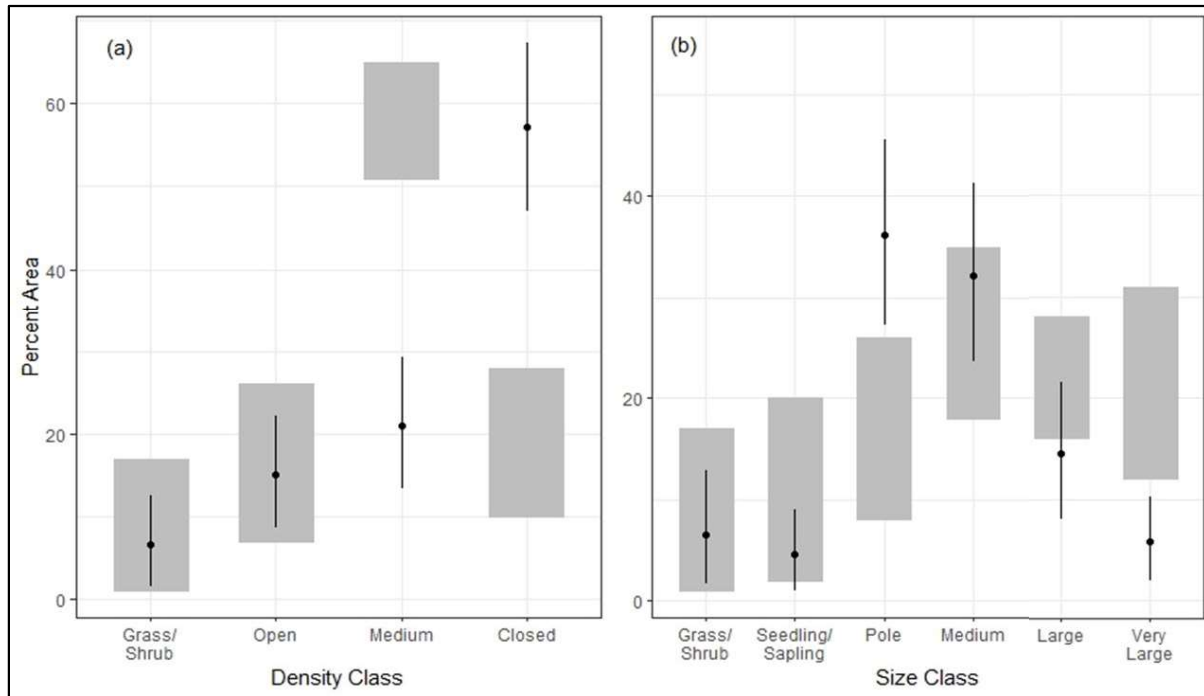 (a)
Percent Area
60
40
20
0
Grass/
Shrub
Open
Medium
Closed
Density Class
(b)
40
20
0
Grass/
Shrub
Seedling/
Sapling
Pole
Medium
Large
Very
Large
Size Class